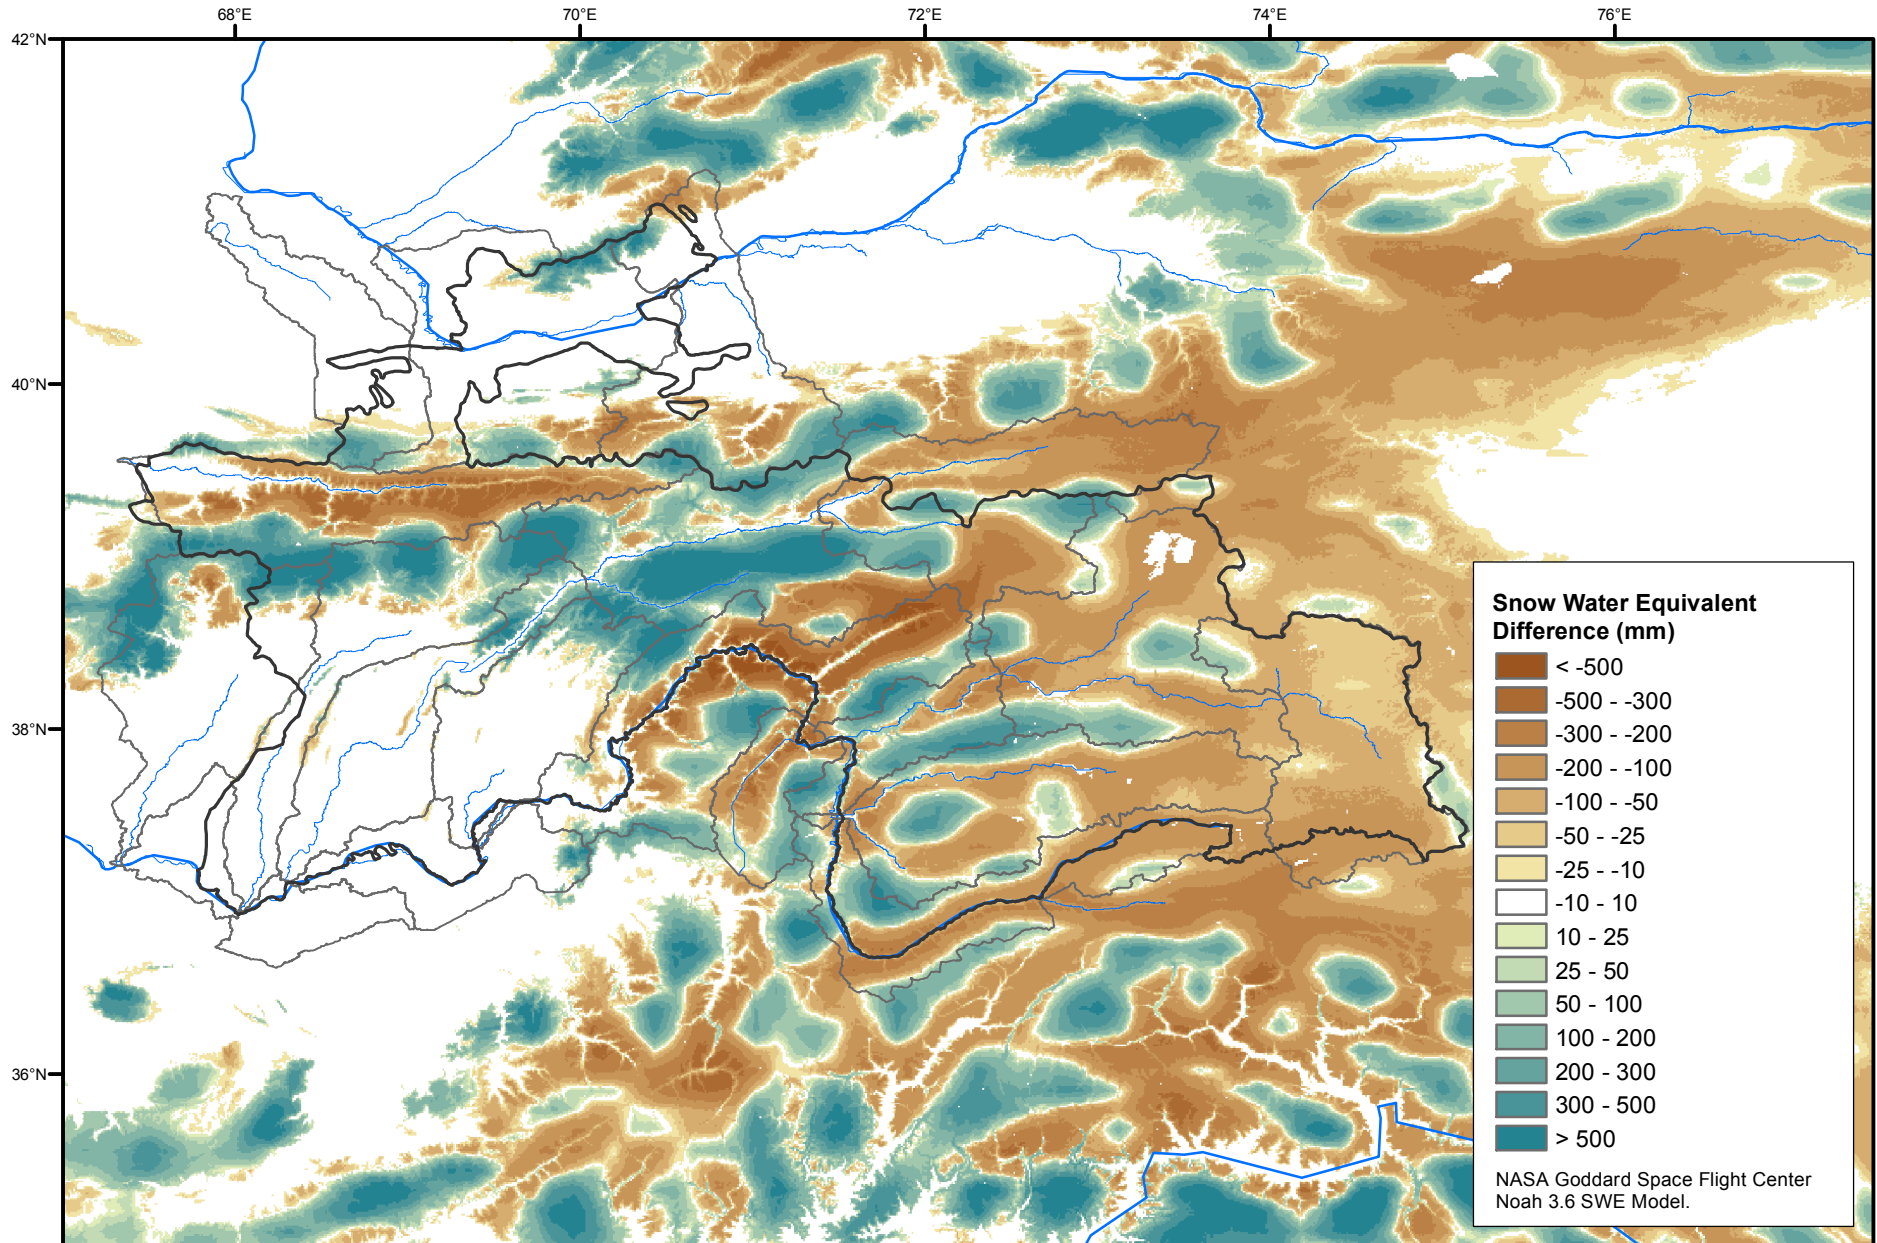 68°E
70°E
72°E
74°E
76°E
42°N
40°N
38°N
36°N
Snow Water Equivalent
Difference (mm)
< -500
-500 - -300
-300 - -200
-200 - -100
-100 - -50
-50 - -25
-25 - -10
-10 - 10
10 - 25
25 - 50
50 - 100
100 - 200
200 - 300
300 - 500
> 500
NASA Goddard Space Flight Center
Noah 3.6 SWE Model.